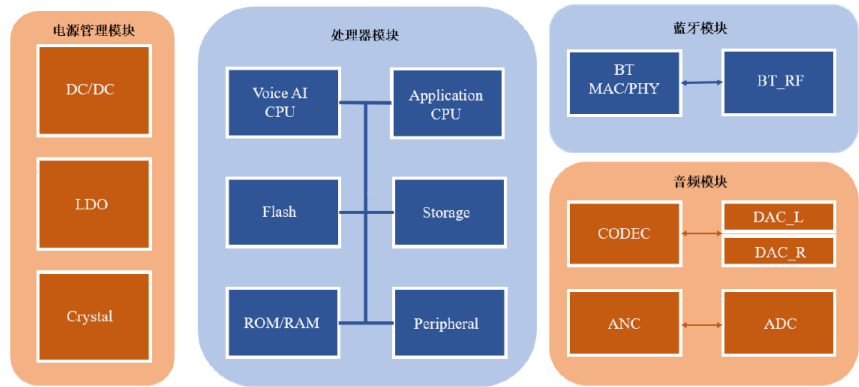 电源管理模块
DC/DC
LDO
Crystal
处理器模块
Voice AI
CPU
Application
CPU
Flash
Storage
ROM/RAM
Peripheral
蓝牙模块
BT
MAC/PHY
BT_RF
音频模块
CODEC
DAC_L
DAC_R
ANC
ADC